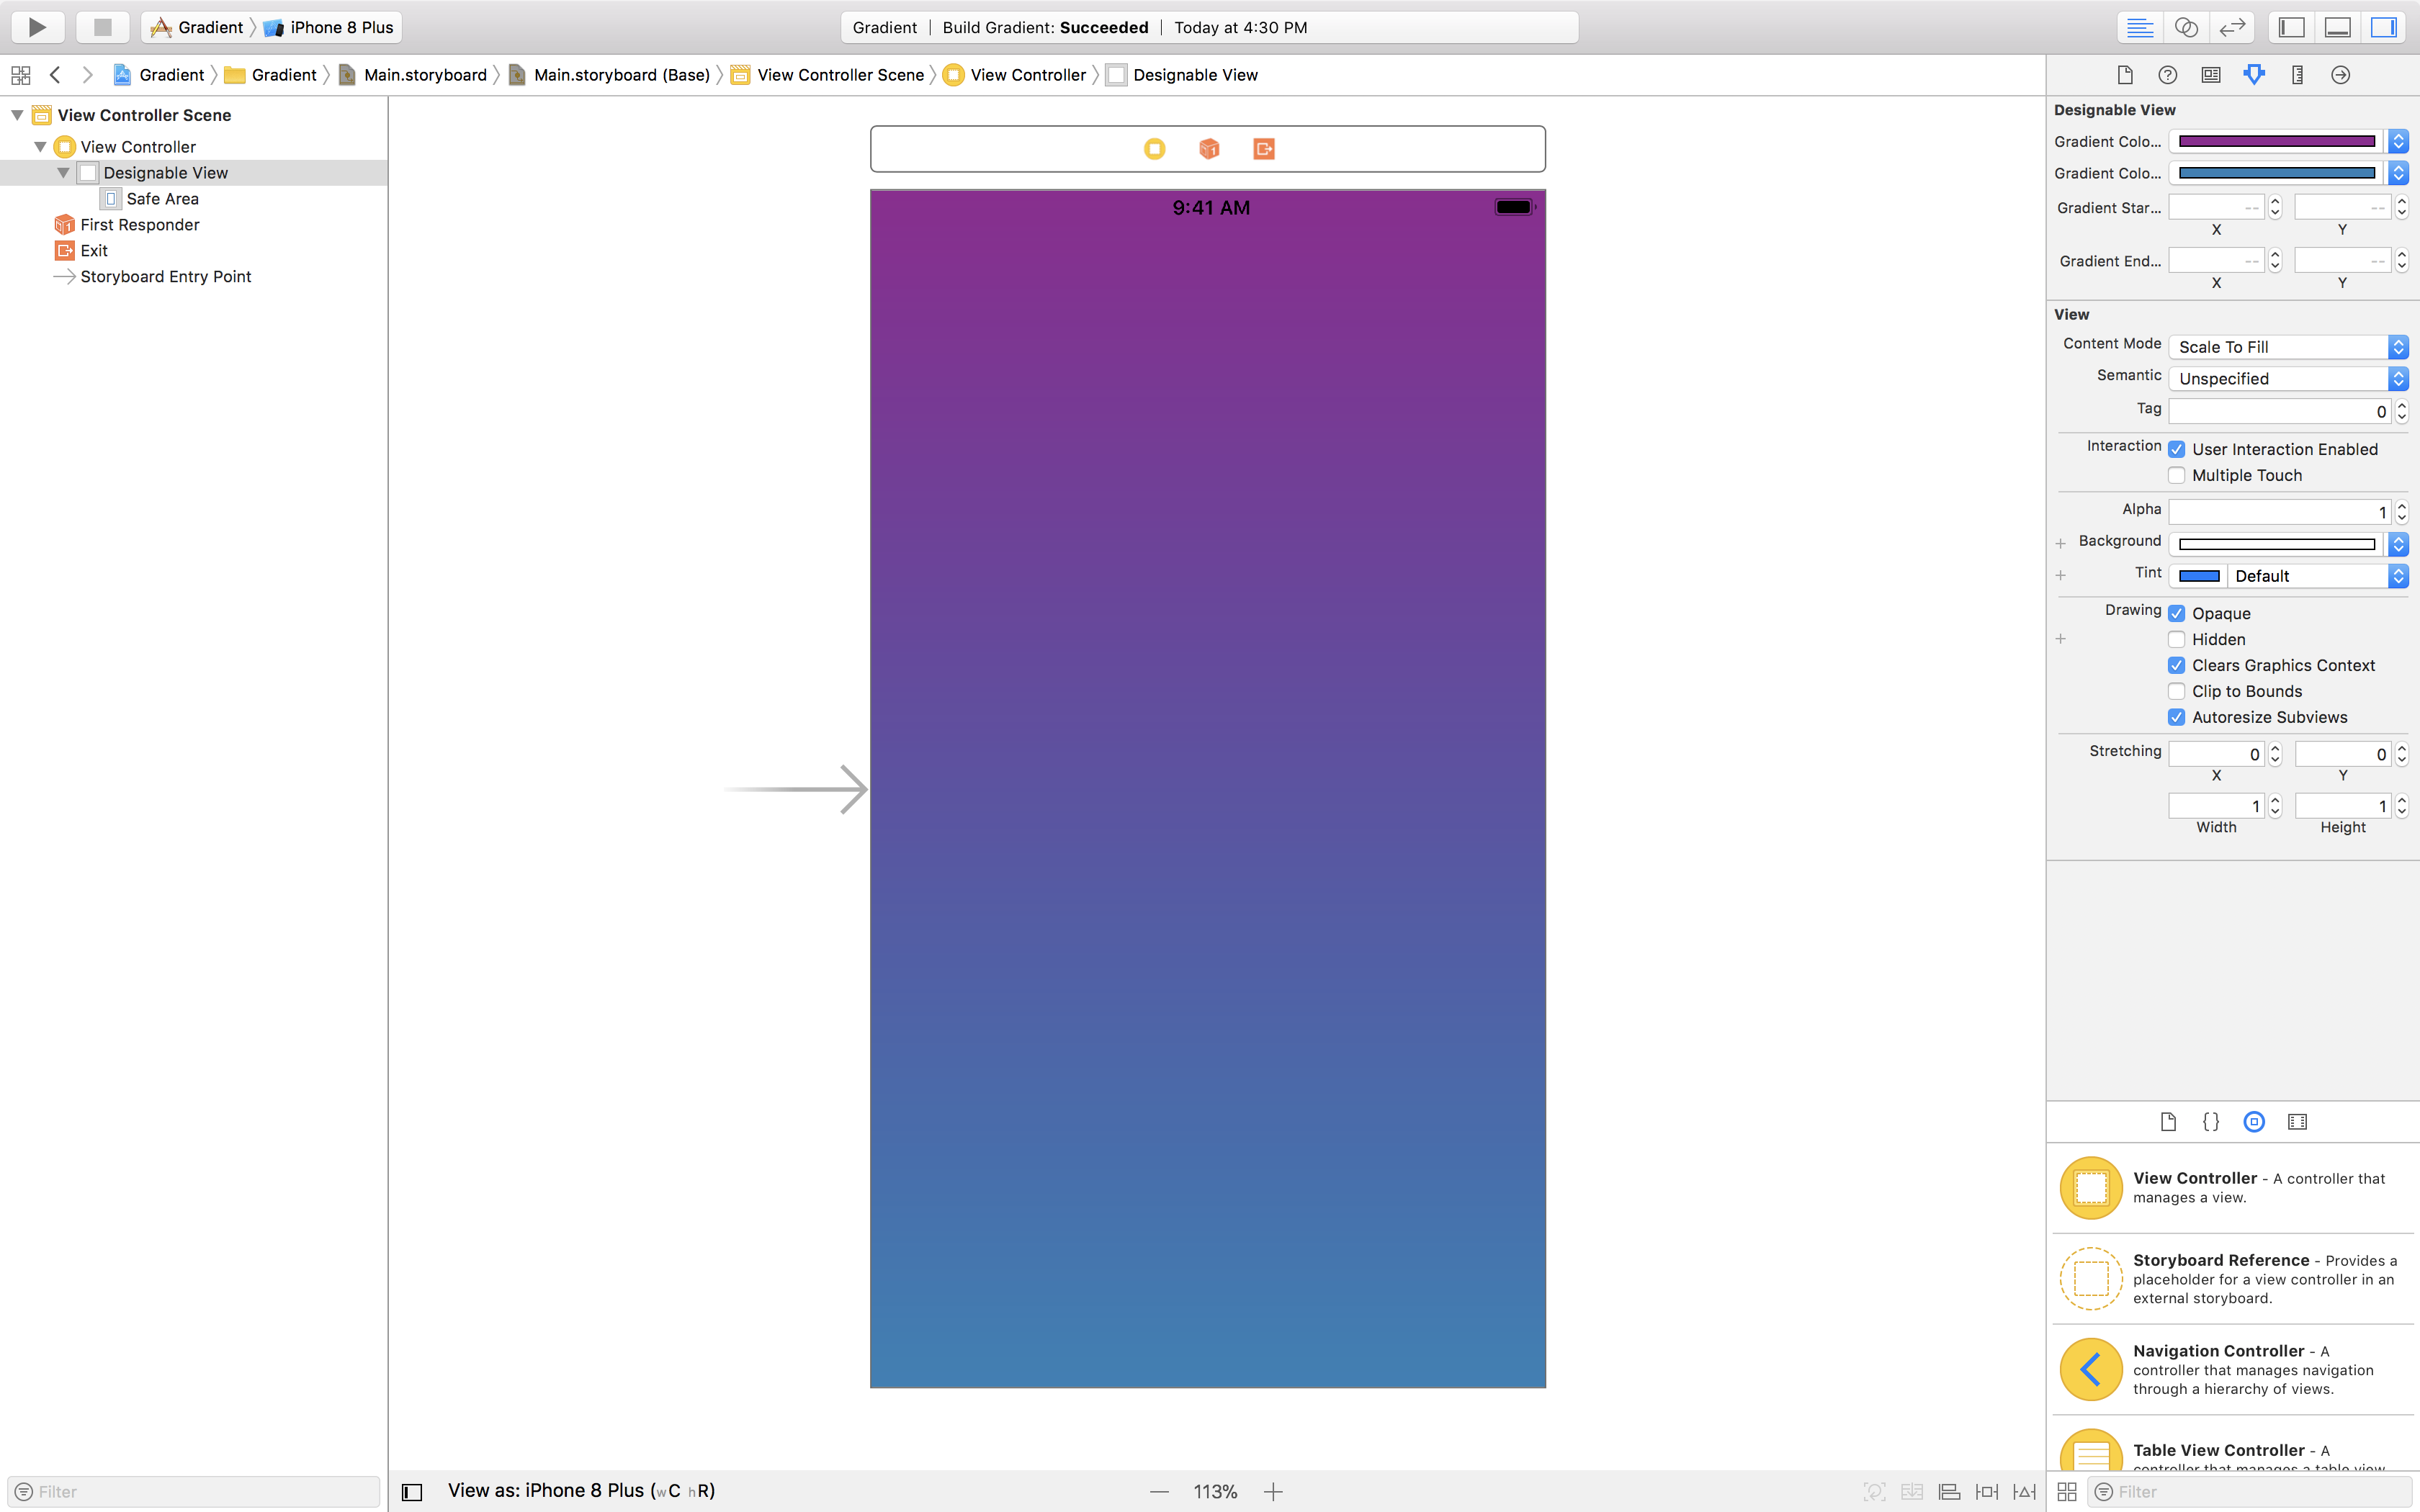 Gradient iPhone 8 Plus
Gradient | Build Gradient: Succeeded | Today at 4:30 PM
Gradient Gradient Main.storyboard Main.storyboard (Base) View Controller Scene View Controller Designable View
View Controller Scene
View Controller
Designable View
Safe Area
First Responder
Exit
Storyboard Entry Point
Filter
9:41 AM
View as: iPhone 8 Plus (wC hR)
113%
Designable View
Gradient Colo...
Gradient Colo...
Gradient Star... -- --
X Y
Gradient End... -- --
X Y
View
Content Mode Scale To Fill
Semantic Unspecified
Tag 0
Interaction User Interaction Enabled
Multiple Touch
Alpha 1
Background
Tint Default
Drawing Opaque
Hidden
Clears Graphics Context
Clip to Bounds
Autoresize Subviews
Stretching 0 0
X Y
1 1
Width Height
{}
View Controller - A controller that
manages a view.
Storyboard Reference - Provides a
placeholder for a view controller in an
external storyboard.
Navigation Controller - A
controller that manages navigation
through a hierarchy of views.
Table View Controller - A
controller that manages a table view
Filter